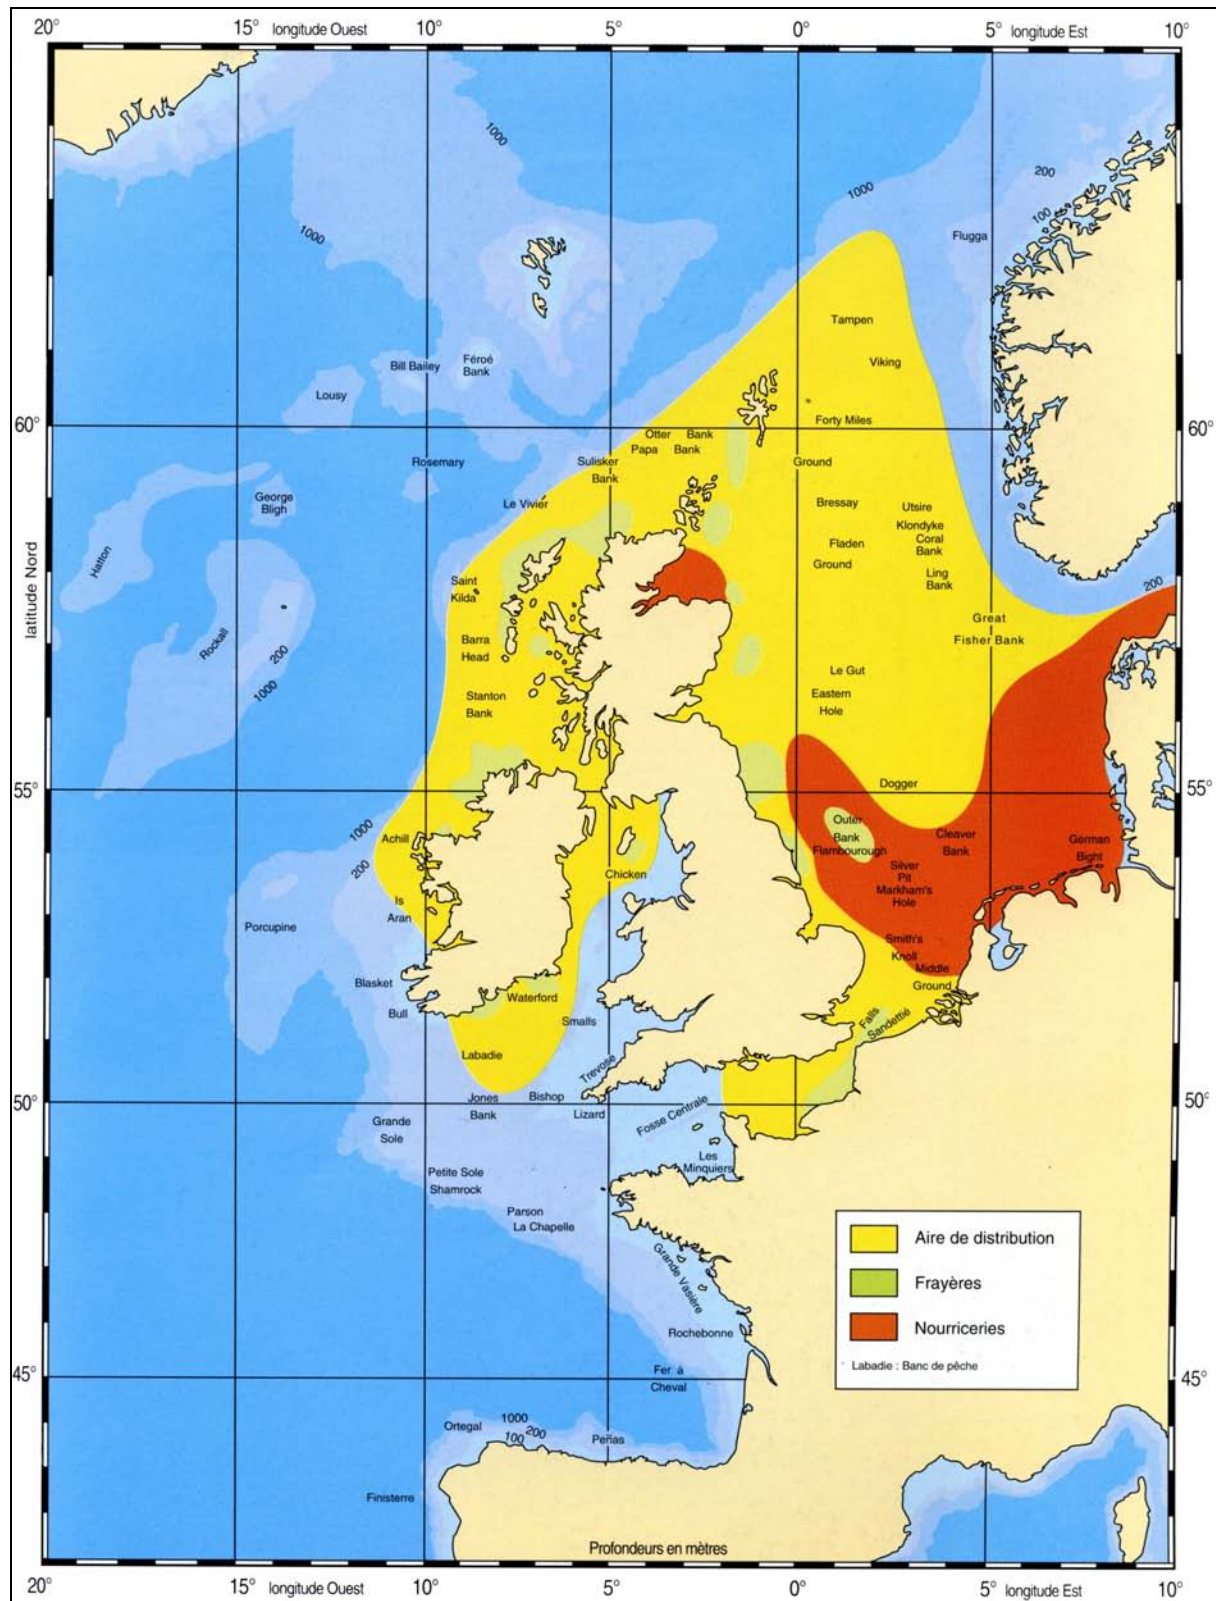 20°
15°
longitude Ouest
10°
5°
0°
5°
longitude Est
10°
1000
1000
200
1000
100
Flugga
Tampen
Viking
Féroé
Bank
Bill Bailey
Lousy
Forty Miles
60°
60°
Otter Bank
Papa Bank
Ground
Sulisker
Bank
Rosemary
George
Bligh
Le Vivier
Bressay
Utsire
Klondyke
Coral
Bank
Fladen
Ground
Ling
Bank
Hatton
latitude Nord
Saint
Kilda
200
Great
Fisher Bank
Rockall
200
1000
Barra
Head
Le Gut
Eastern
Hole
Stanton
Bank
55°
55°
Dogger
1000
Achill
Outer
Bank
Flambourough
Cleaver
Bank
German
Bight
200
Chicken
Silver
Pit
Markham's
Hole
Is
Aran
Porcupine
Smith's
Knoll
Middle
Ground
Blasket
Bull
Waterford
Smalls
Falls
Sandettié
Labadie
Trevose
50°
50°
Jones
Bank
Bishop
Lizard
Fosse Centrale
Grande
Sole
Les
Minquiers
Petite Sole
Shamrock
Parson
La Chapelle
Grande Vasière
Rochebonne
Aire de distribution
Frayères
Nourriceries
Labadie : Banc de pêche
45°
45°
Fer à
Cheval
Ortegal
1000
200
100
Peñas
Finisterre
Profondeurs en mètres
20°
15°
longitude Ouest
10°
5°
0°
5°
longitude Est
10°